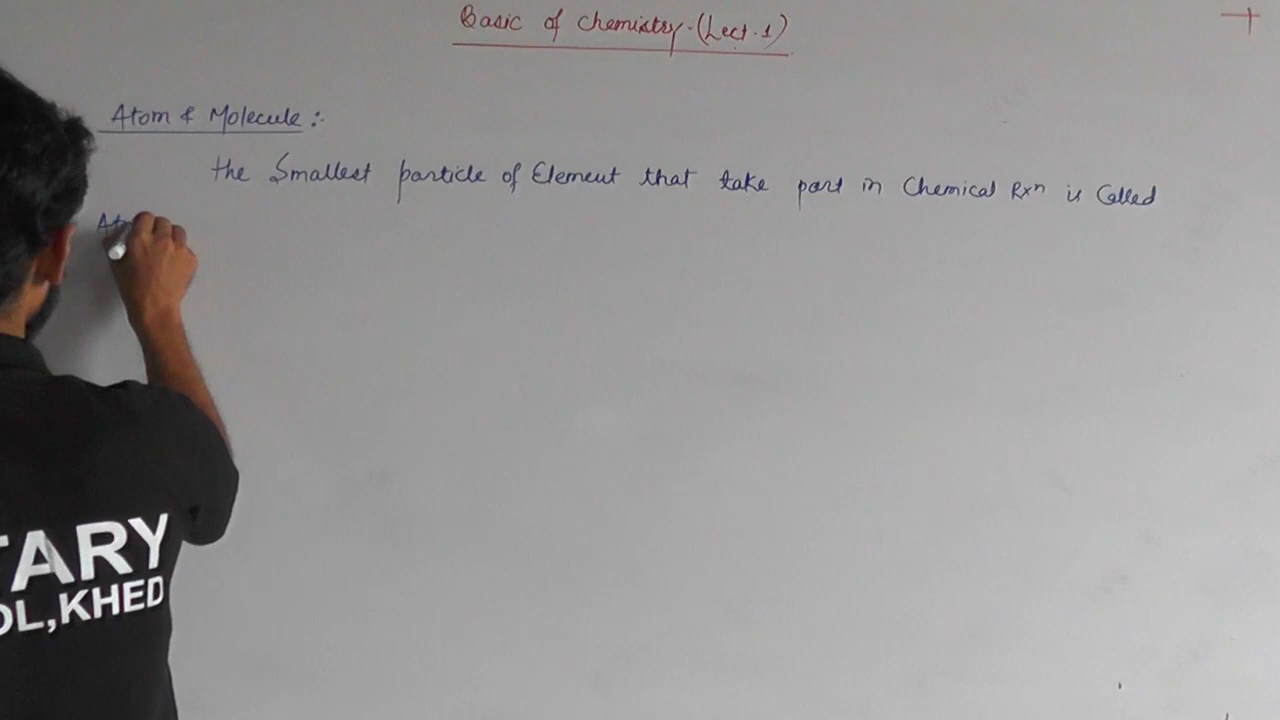 Basic of Chemistry.(Lect.1)
Atom & Molecule :-
the Smallest particle of Element that take part in Chemical Rxn is Called
TARY
OL,KHED